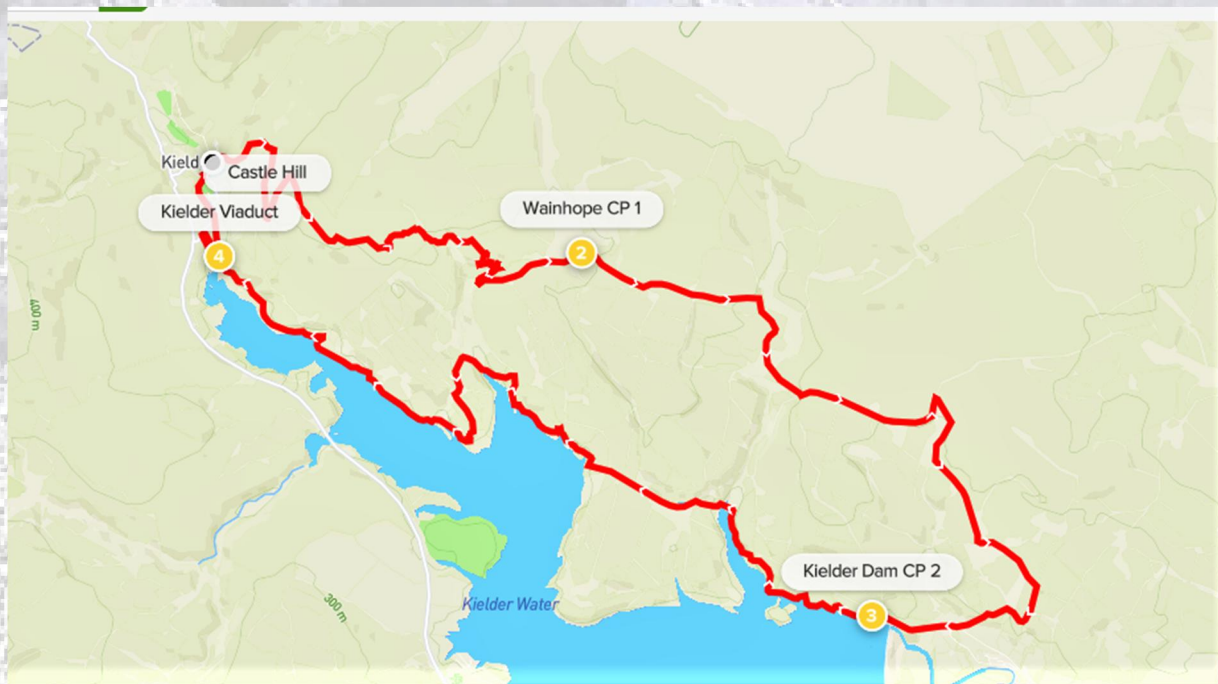 Kield
Castle Hill
Kielder Viaduct
Wainhope CP 1
2
4
400 m
Kielder Dam CP 2
3
Kielder Water
300 m